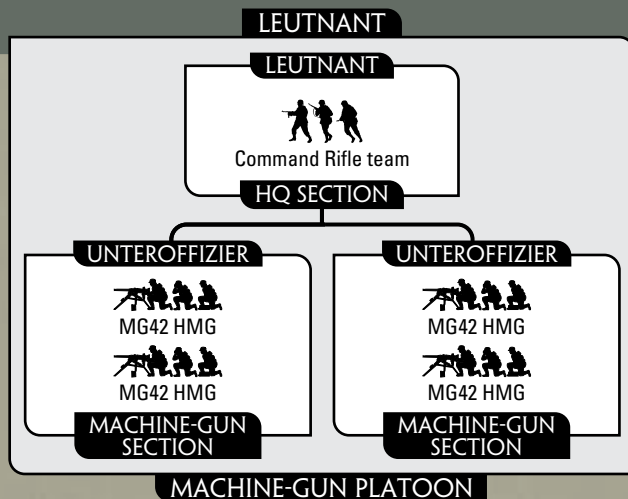 LEUTNANT
LEUTNANT
Command Rifle team
HQ SECTION
UNTEROFFIZIER
MG42 HMG
MG42 HMG
MACHINE-GUN
SECTION
UNTEROFFIZIER
MG42 HMG
MG42 HMG
MACHINE-GUN
SECTION
MACHINE-GUN PLATOON